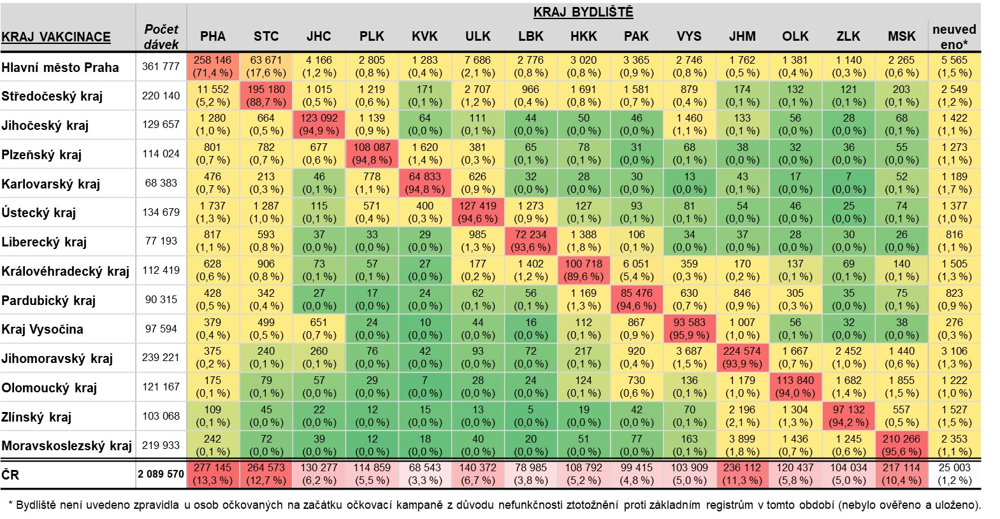 KRAJ BYDLIŠTĚ
KRAJ VAKCINACE Počet dávek PHA STC JHC PLK KVK ULK LBK HKK PAK VYS JHM OLK ZLK MSK neuved eno*
Hlavní město Praha 361 777 258 146 63 671 4 166 2 805 1 283 7 686 2 776 3 020 3 365 2 746 1 762 1 381 1 140 2 265 5 565
(71,4 %) (17,6 %) (1,2 %) (0,8 %) (0,4 %) (2,1 %) (0,8 %) (0,8 %) (0,9 %) (0,8 %) (0,5 %) (0,4 %) (0,3 %) (0,6 %) (1,5 %)
Středočeský kraj 220 140 11 552 195 180 1 015 1 219 171 2 707 966 1 691 1 581 879 174 132 121 203 2 549
(5,2 %) (88,7 %) (0,5 %) (0,6 %) (0,1 %) (1,2 %) (0,4 %) (0,8 %) (0,7 %) (0,4 %) (0,1 %) (0,1 %) (0,1 %) (0,1 %) (1,2 %)
Jihočeský kraj 129 657 1 280 664 123 092 1 139 64 111 44 50 46 1 460 133 56 28 68 1 422
(1,0 %) (0,5 %) (94,9 %) (0,9 %) (0,0 %) (0,1 %) (0,0 %) (0,0 %) (0,0 %) (1,1 %) (0,1 %) (0,0 %) (0,0 %) (0,1 %) (1,1 %)
Plzeňský kraj 114 024 801 782 677 108 087 1 620 381 65 78 31 68 38 32 36 55 1 273
(0,7 %) (0,7 %) (0,6 %) (94,8 %) (1,4 %) (0,3 %) (0,1 %) (0,1 %) (0,0 %) (0,1 %) (0,0 %) (0,0 %) (0,0 %) (0,0 %) (1,1 %)
Karlovarský kraj 68 383 476 213 46 778 64 833 626 32 28 30 13 43 17 7 52 1 189
(0,7 %) (0,3 %) (0,1 %) (1,1 %) (94,8 %) (0,9 %) (0,0 %) (0,0 %) (0,0 %) (0,0 %) (0,1 %) (0,0 %) (0,0 %) (0,1 %) (1,7 %)
Ústecký kraj 134 679 1 737 1 287 115 571 400 127 419 1 273 127 93 81 54 46 25 74 1 377
(1,3 %) (1,0 %) (0,1 %) (0,4 %) (0,3 %) (94,6 %) (0,9 %) (0,1 %) (0,1 %) (0,1 %) (0,0 %) (0,0 %) (0,0 %) (0,1 %) (1,0 %)
Liberecký kraj 77 193 817 593 37 33 29 985 72 234 1 388 106 34 37 28 30 26 816
(1,1 %) (0,8 %) (0,0 %) (0,0 %) (0,0 %) (1,3 %) (93,6 %) (1,8 %) (0,1 %) (0,0 %) (0,0 %) (0,0 %) (0,0 %) (0,0 %) (1,1 %)
Královéhradecký kraj 112 419 628 906 73 57 27 177 1 402 100 718 6 051 359 170 137 69 140 1 505
(0,6 %) (0,8 %) (0,1 %) (0,1 %) (0,0 %) (0,2 %) (1,2 %) (89,6 %) (5,4 %) (0,3 %) (0,2 %) (0,1 %) (0,1 %) (0,1 %) (1,3 %)
Pardubický kraj 90 315 428 342 27 17 24 62 56 1 169 85 476 630 846 305 35 75 823
(0,5 %) (0,4 %) (0,0 %) (0,0 %) (0,0 %) (0,1 %) (0,1 %) (1,3 %) (94,6 %) (0,7 %) (0,9 %) (0,3 %) (0,0 %) (0,1 %) (0,9 %)
Kraj Vysočina 97 594 379 499 651 24 10 44 16 112 867 93 583 1 007 56 32 38 276
(0,4 %) (0,5 %) (0,7 %) (0,0 %) (0,0 %) (0,0 %) (0,0 %) (0,1 %) (0,9 %) (95,9 %) (1,0 %) (0,1 %) (0,0 %) (0,0 %) (0,3 %)
Jihomoravský kraj 239 221 375 240 260 76 42 93 72 217 920 3 687 224 574 1 667 2 452 1 440 3 106
(0,2 %) (0,1 %) (0,1 %) (0,0 %) (0,0 %) (0,0 %) (0,0 %) (0,1 %) (0,4 %) (1,5 %) (93,9 %) (0,7 %) (1,0 %) (0,6 %) (1,3 %)
Olomoucký kraj 121 167 175 79 57 29 7 28 24 124 730 136 1 179 113 840 1 682 1 855 1 222
(0,1 %) (0,1 %) (0,0 %) (0,0 %) (0,0 %) (0,0 %) (0,0 %) (0,1 %) (0,6 %) (0,1 %) (1,0 %) (94,0 %) (1,4 %) (1,5 %) (1,0 %)
Zlínský kraj 103 068 109 45 22 12 15 13 5 19 42 70 2 196 1 304 97 132 557 1 527
(0,1 %) (0,0 %) (0,0 %) (0,0 %) (0,0 %) (0,0 %) (0,0 %) (0,0 %) (0,0 %) (0,1 %) (2,1 %) (1,3 %) (94,2 %) (0,5 %) (1,5 %)
Moravskoslezský kraj 219 933 242 72 39 12 18 40 20 51 77 163 3 899 1 436 1 245 210 266 2 353
(0,1 %) (0,0 %) (0,0 %) (0,0 %) (0,0 %) (0,0 %) (0,0 %) (0,0 %) (0,0 %) (0,1 %) (1,8 %) (0,7 %) (0,6 %) (95,6 %) (1,1 %)
ČR 2 089 570 277 145 264 573 130 277 114 859 68 543 140 372 78 985 108 792 99 415 103 909 236 112 120 437 104 034 217 114 25 003
(13,3 %) (12,7 %) (6,2 %) (5,5 %) (3,3 %) (6,7 %) (3,8 %) (5,2 %) (4,8 %) (5,0 %) (11,3 %) (5,8 %) (5,0 %) (10,4 %) (1,2 %)
* Bydliště není uvedeno zpravidla u osob očkovaných na začátku očkovací kampaně z důvodu nefunkčnosti ztotožnění proti základním registrům v tomto období (nebylo ověřeno a uloženo).